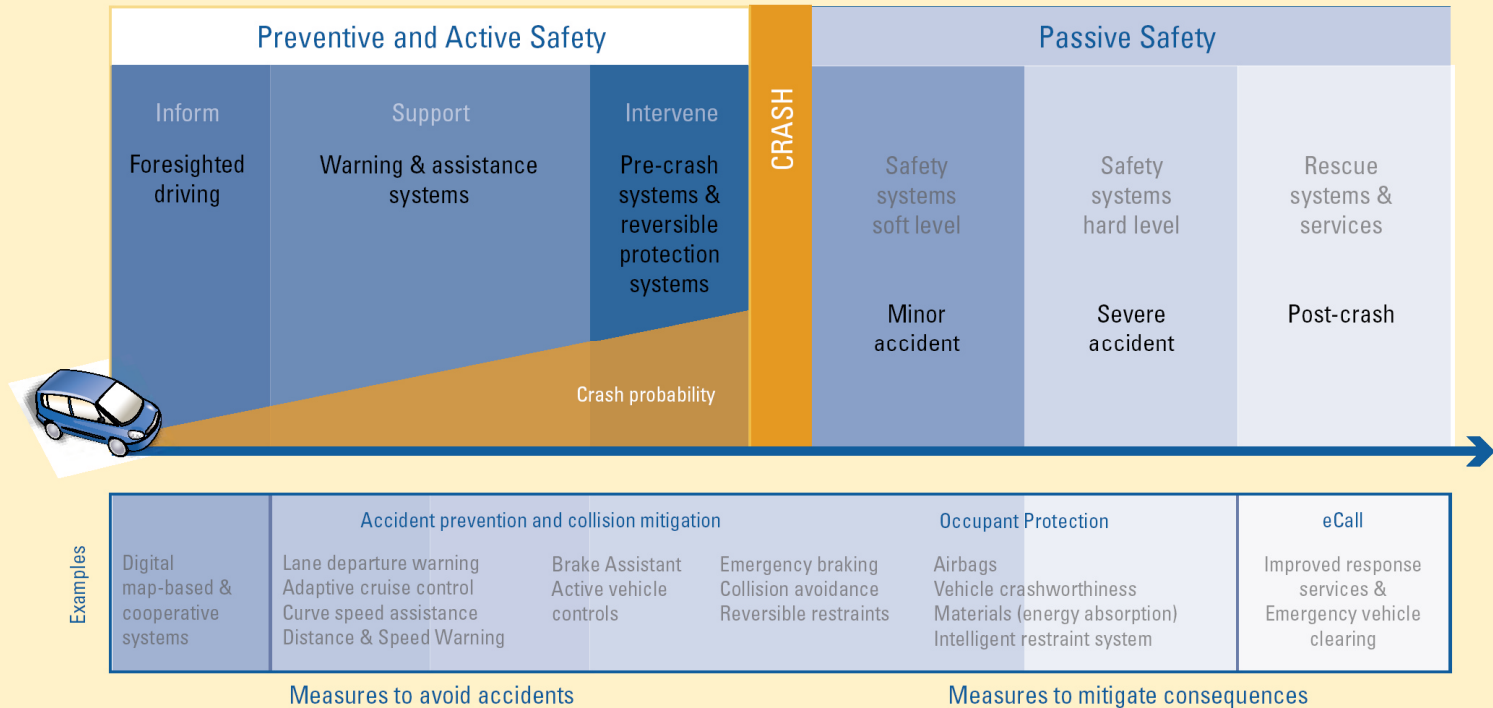 Preventive and Active Safety
Passive Safety
CRASH
Inform
Foresighted
driving
Support
Warning & assistance
systems
Intervene
Pre-crash
systems &
reversible
protection
systems
Safety
systems
soft level
Minor
accident
Safety
systems
hard level
Severe
accident
Rescue
systems &
services
Post-crash
Crash probability
Examples
Digital
map-based &
cooperative
systems
Accident prevention and collision mitigation
Lane departure warning
Adaptive cruise control
Curve speed assistance
Distance & Speed Warning
Brake Assistant
Active vehicle
controls
Emergency braking
Collision avoidance
Reversible restraints
Occupant Protection
Airbags
Vehicle crashworthiness
Materials (energy absorption)
Intelligent restraint system
eCall
Improved response
services &
Emergency vehicle
clearing
Measures to avoid accidents
Measures to mitigate consequences